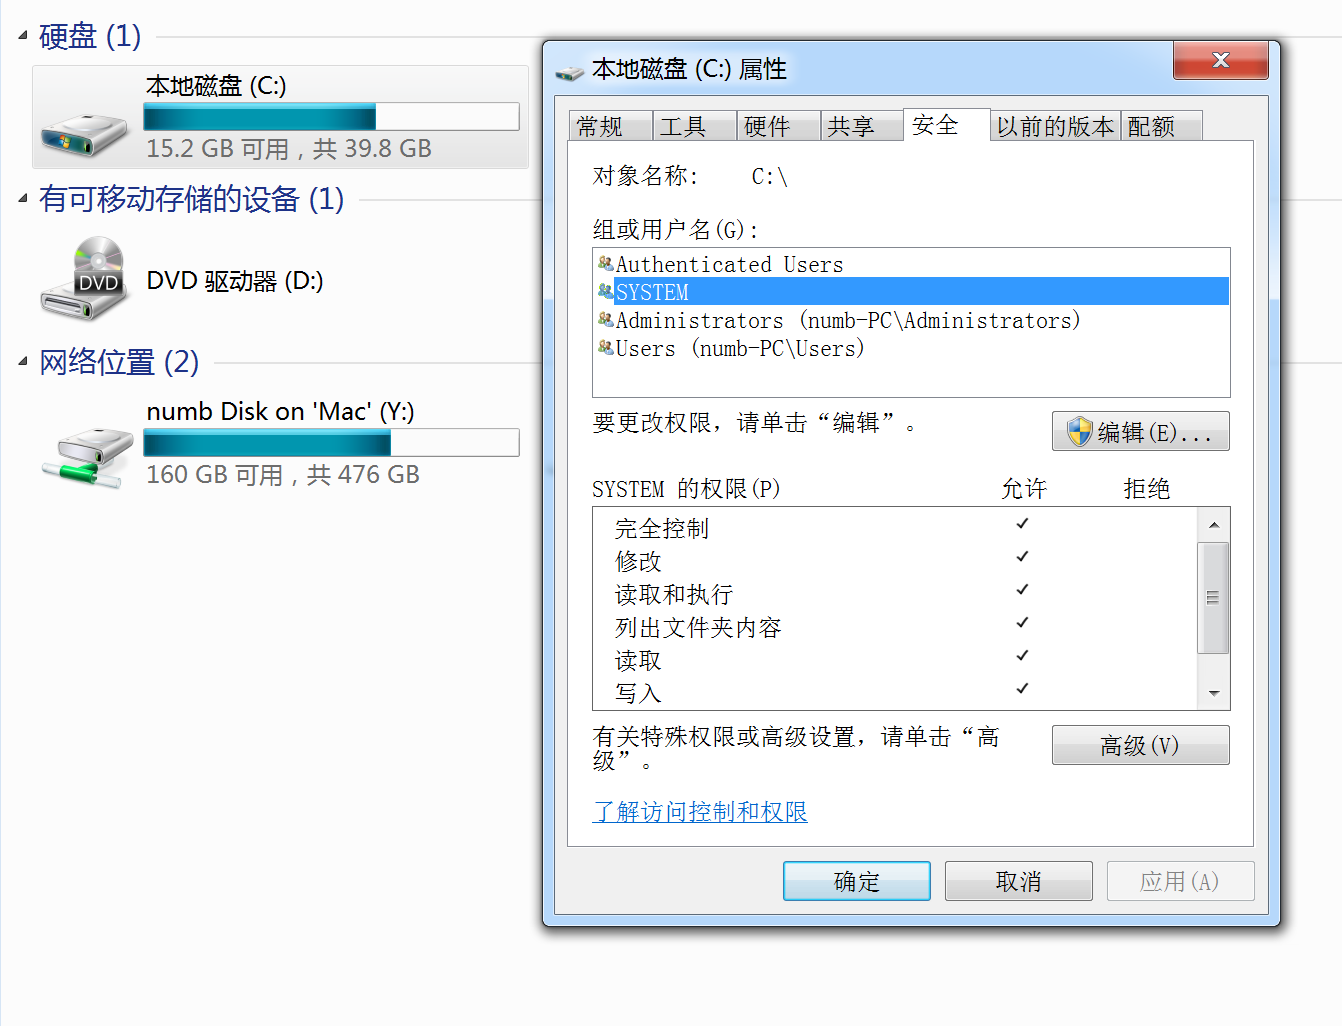 硬盘 (1)
本地磁盘 (C:)
15.2 GB 可用，共 39.8 GB
有可移动存储的设备 (1)
DVD
DVD 驱动器 (D:)
网络位置 (2)
numb Disk on 'Mac' (Y:)
160 GB 可用，共 476 GB
本地磁盘 (C:) 属性
常规 工具 硬件 共享 安全 以前的版本 配额
对象名称: C:\
组或用户名(G):
Authenticated Users
SYSTEM
Administrators (numb-PC\Administrators)
Users (numb-PC\Users)
要更改权限，请单击“编辑”。
编辑(E)...
SYSTEM 的权限(P) 允许 拒绝
完全控制
修改
读取和执行
列出文件夹内容
读取
写入
有关特殊权限或高级设置，请单击“高
级”。
高级(V)
了解访问控制和权限
确定 取消 应用(A)